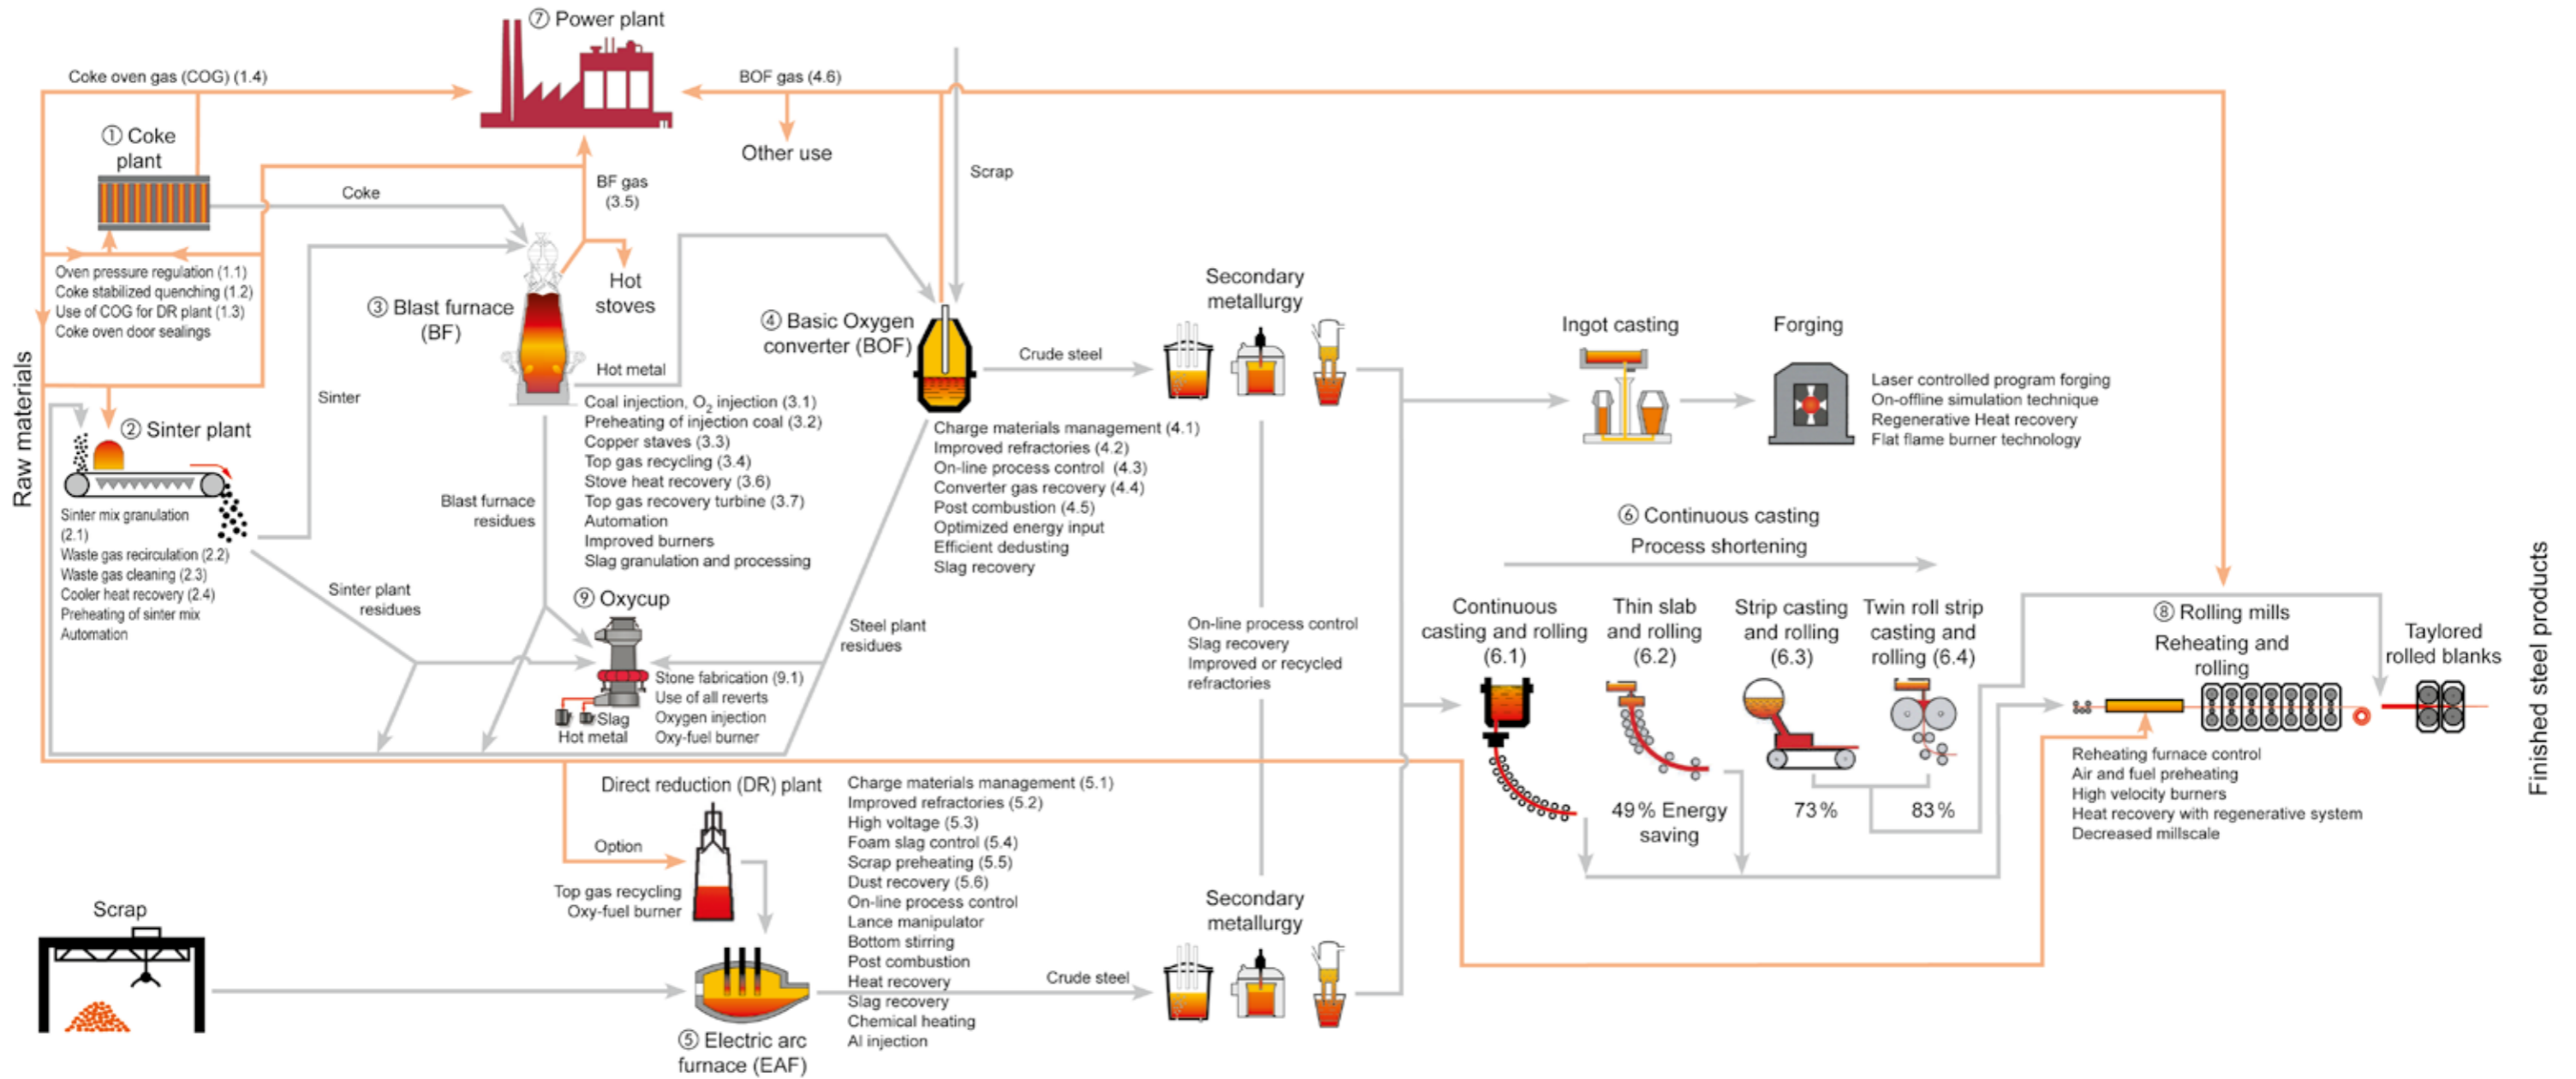 ⑦ Power plant
Coke oven gas (COG) (1.4)
BOF gas (4.6)
① Coke
plant
Other use
Scrap
Coke
BF gas
(3.5)
Oven pressure regulation (1.1)
Coke stabilized quenching (1.2)
Use of COG for DR plant (1.3)
Coke oven door sealings
Hot
stoves
③ Blast furnace
(BF)
④ Basic Oxygen
converter (BOF)
Secondary
metallurgy
Crude steel
Ingot casting
Forging
Laser controlled program forging
On-offline simulation technique
Regenerative Heat recovery
Flat flame burner technology
Raw materials
Sinter
Hot metal
Coal injection, O2 injection (3.1)
Preheating of injection coal (3.2)
Copper staves (3.3)
Top gas recycling (3.4)
Stove heat recovery (3.6)
Top gas recovery turbine (3.7)
Automation
Improved burners
Slag granulation and processing
Charge materials management (4.1)
Improved refractories (4.2)
On-line process control (4.3)
Converter gas recovery (4.4)
Post combustion (4.5)
Optimized energy input
Efficient dedusting
Slag recovery
② Sinter plant
Sinter mix granulation
(2.1)
Waste gas recirculation (2.2)
Waste gas cleaning (2.3)
Cooler heat recovery (2.4)
Preheating of sinter mix
Automation
Blast furnace
residues
Sinter plant
residues
⑨ Oxycup
Steel plant
residues
Stone fabrication (9.1)
Use of all reverts
Oxygen injection
Oxy-fuel burner
Slag
Hot metal
On-line process control
Slag recovery
Improved or recycled
refractories
⑥ Continuous casting
Process shortening
Continuous
casting and rolling
(6.1)
Thin slab
and rolling
(6.2)
Strip casting
and rolling
(6.3)
Twin roll strip
casting and
rolling (6.4)
49 % Energy
saving
73 %
83 %
⑧ Rolling mills
Reheating and
rolling
Taylored
rolled blanks
Finished steel products
Reheating furnace control
Air and fuel preheating
High velocity burners
Heat recovery with regenerative system
Decreased millscale
Direct reduction (DR) plant
Option
Top gas recycling
Oxy-fuel burner
Charge materials management (5.1)
Improved refractories (5.2)
High voltage (5.3)
Foam slag control (5.4)
Scrap preheating (5.5)
Dust recovery (5.6)
On-line process control
Lance manipulator
Bottom stirring
Post combustion
Heat recovery
Slag recovery
Chemical heating
Al injection
Scrap
⑤ Electric arc
furnace (EAF)
Crude steel
Secondary
metallurgy